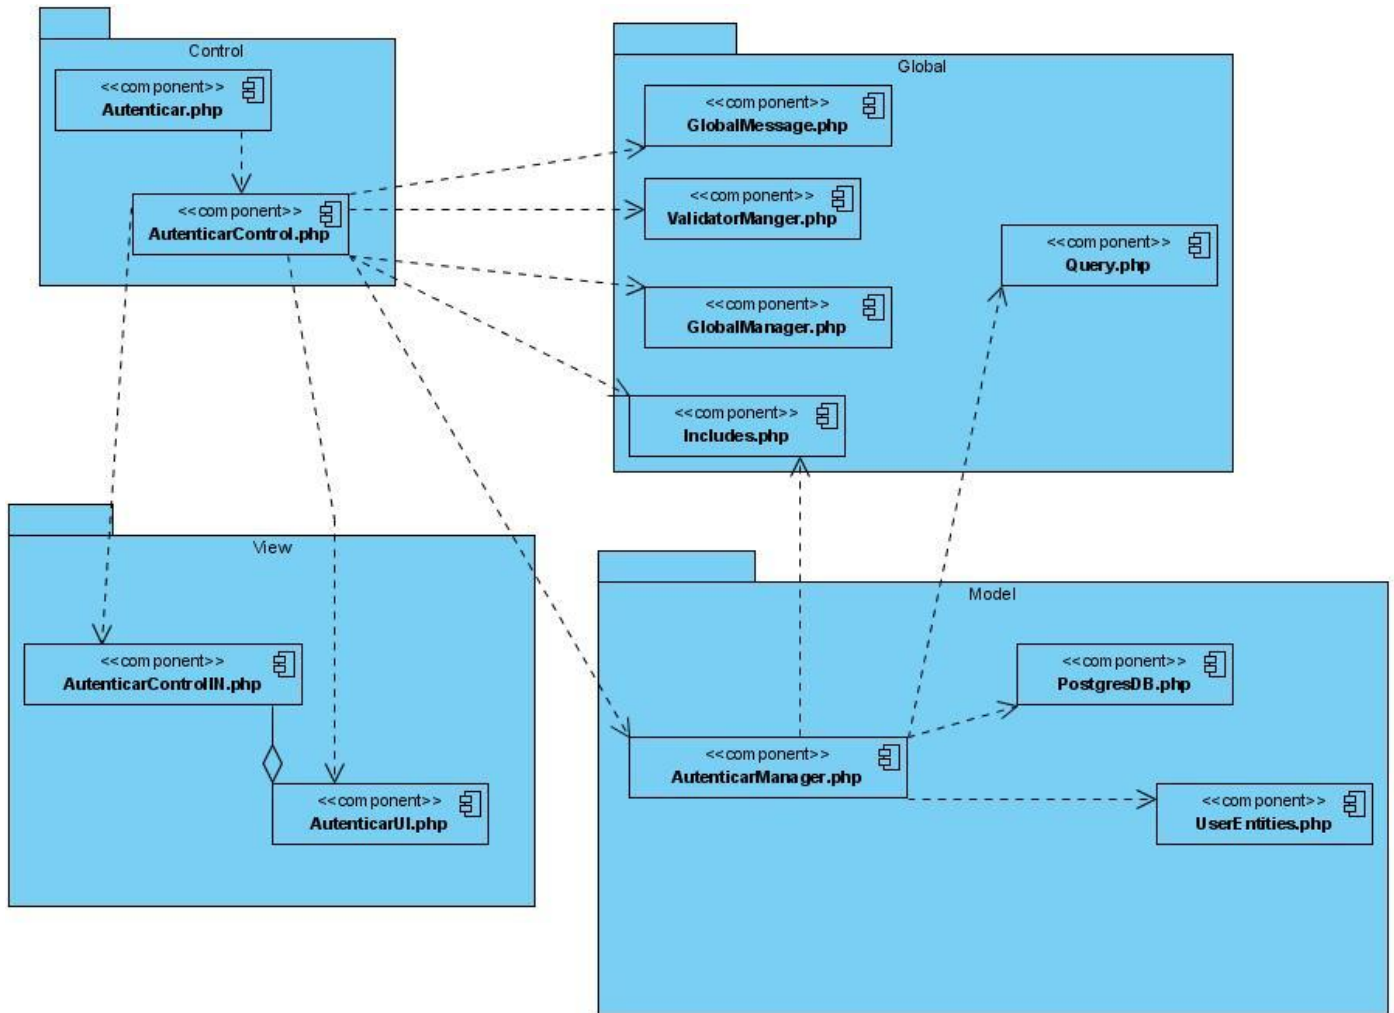 Control
<<component>>
Autenticar.php
<<component>>
AutenticarControl.php
Global
<<component>>
GlobalMessage.php
<<component>>
ValidatorManger.php
<<component>>
Query.php
<<component>>
GlobalManager.php
<<component>>
Includes.php
View
<<component>>
AutenticarControlIN.php
<<component>>
AutenticarUI.php
Model
<<component>>
PostgresDB.php
<<component>>
AutenticarManager.php
<<component>>
UserEntities.php